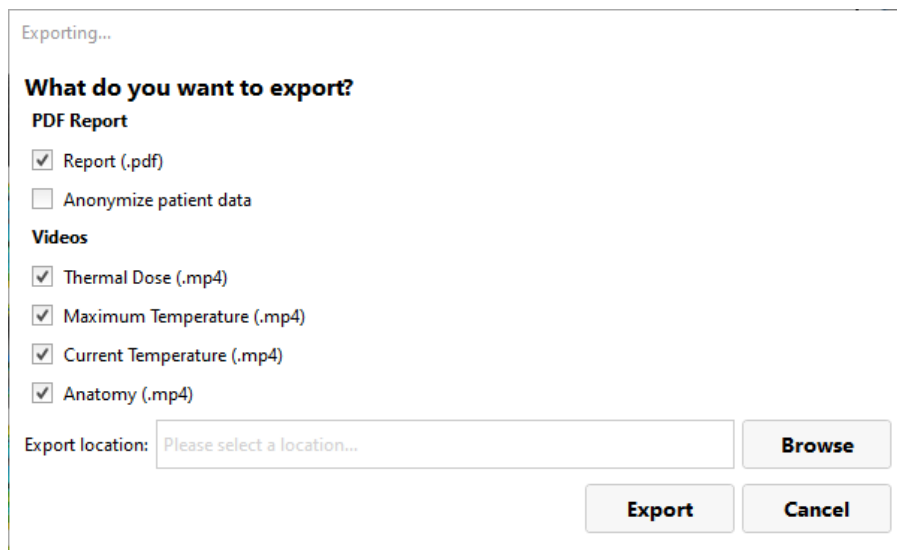 Exporting...
What do you want to export?
PDF Report
Report (.pdf)
Anonymize patient data
Videos
Thermal Dose (.mp4)
Maximum Temperature (.mp4)
Current Temperature (.mp4)
Anatomy (.mp4)
Export location: Please select a location... Browse
Export Cancel